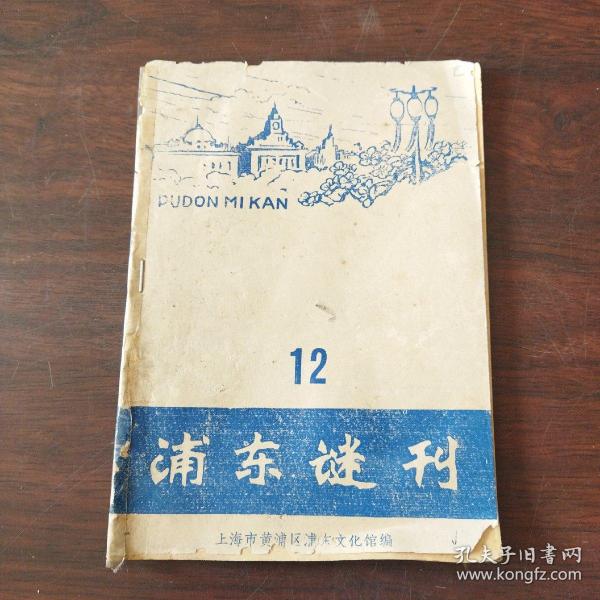 PUDON MI KAN
12
浦东谜刊
上海市黄浦区浦东文化馆编
孔夫子旧书网
www.kongfz.com